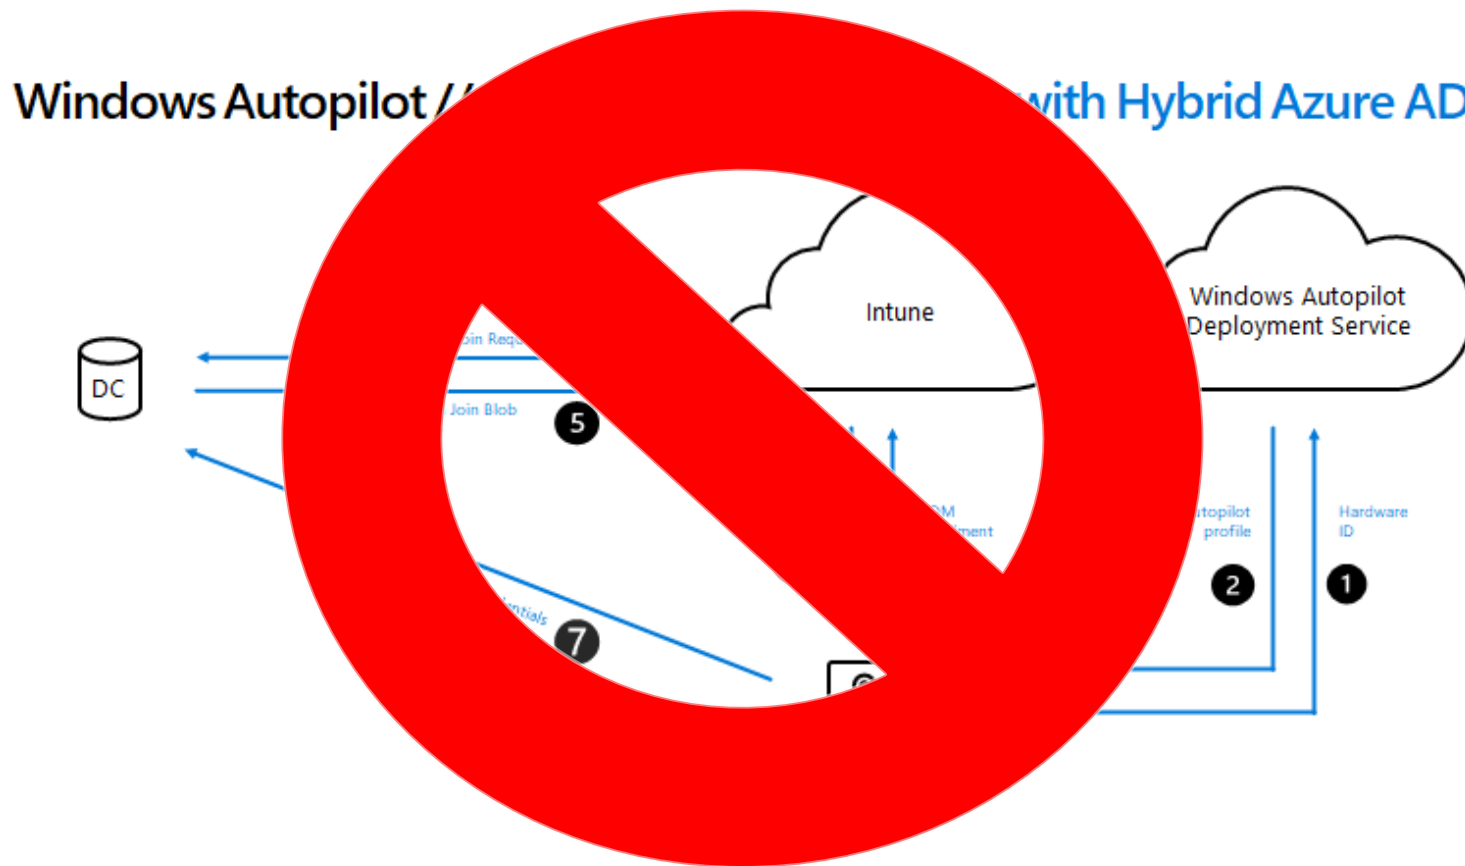 Windows Autopilot // with Hybrid Azure AD
Intune
Windows Autopilot
Deployment Service
DC
Join Blob
5
Hardware
ID
profile
2
1
7